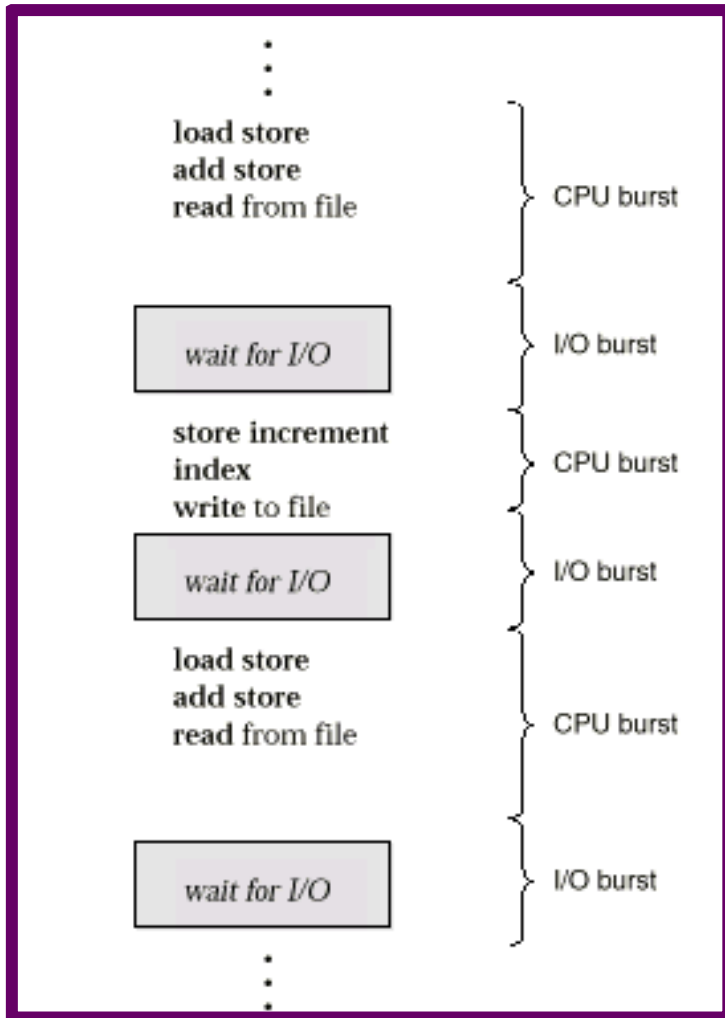 load store
add store
read from file
CPU burst
wait for I/O
I/O burst
store increment
index
write to file
CPU burst
wait for I/O
I/O burst
load store
add store
read from file
CPU burst
wait for I/O
I/O burst